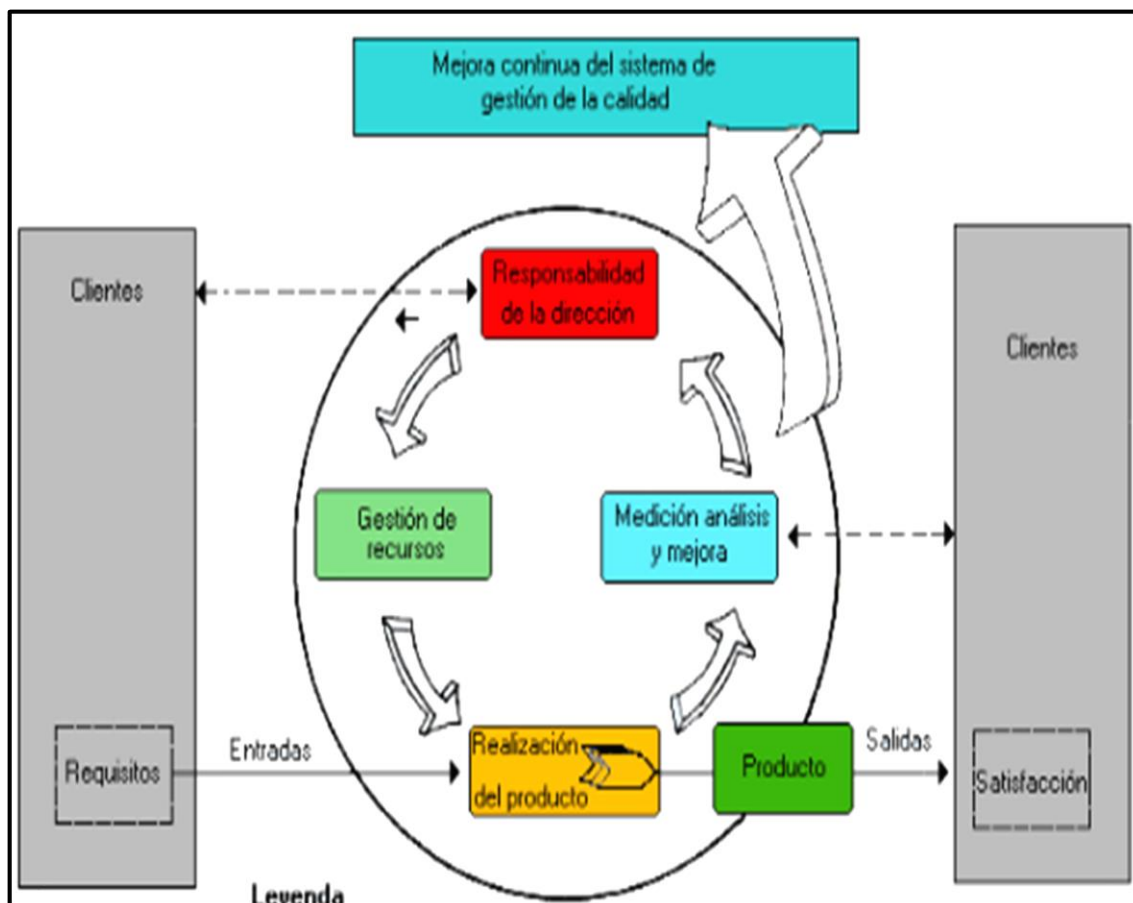 Mejora continua del sistema de
gestión de la calidad
Clientes
Responsabilidad
de la dirección
Clientes
Gestión de
recursos
Medición análisis
y mejora
Requisitos
Entradas
Realización
del producto
Producto
Salidas
Satisfacción
Leyenda